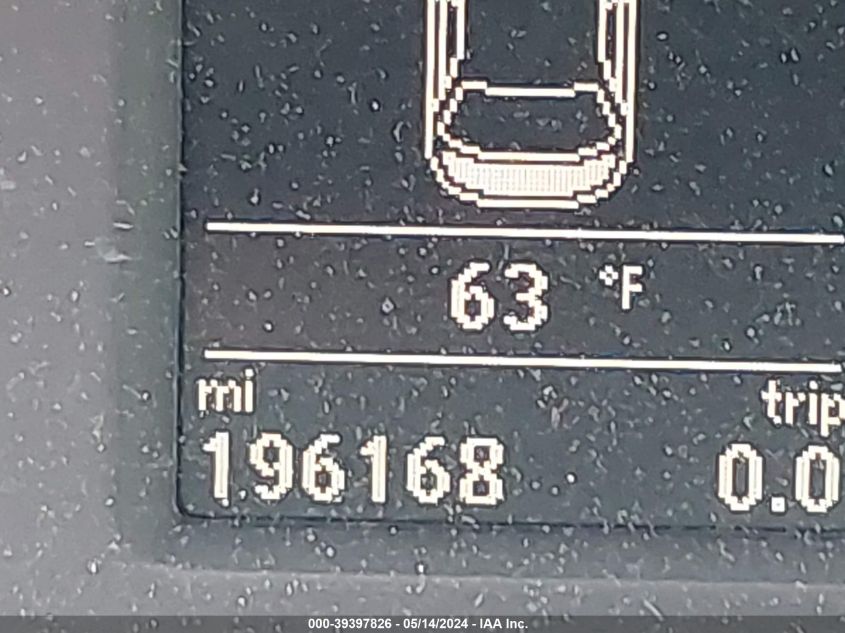 63 °F
mi trip
196168 0.0
000-39397826 - 05/14/2024 - IAA Inc.